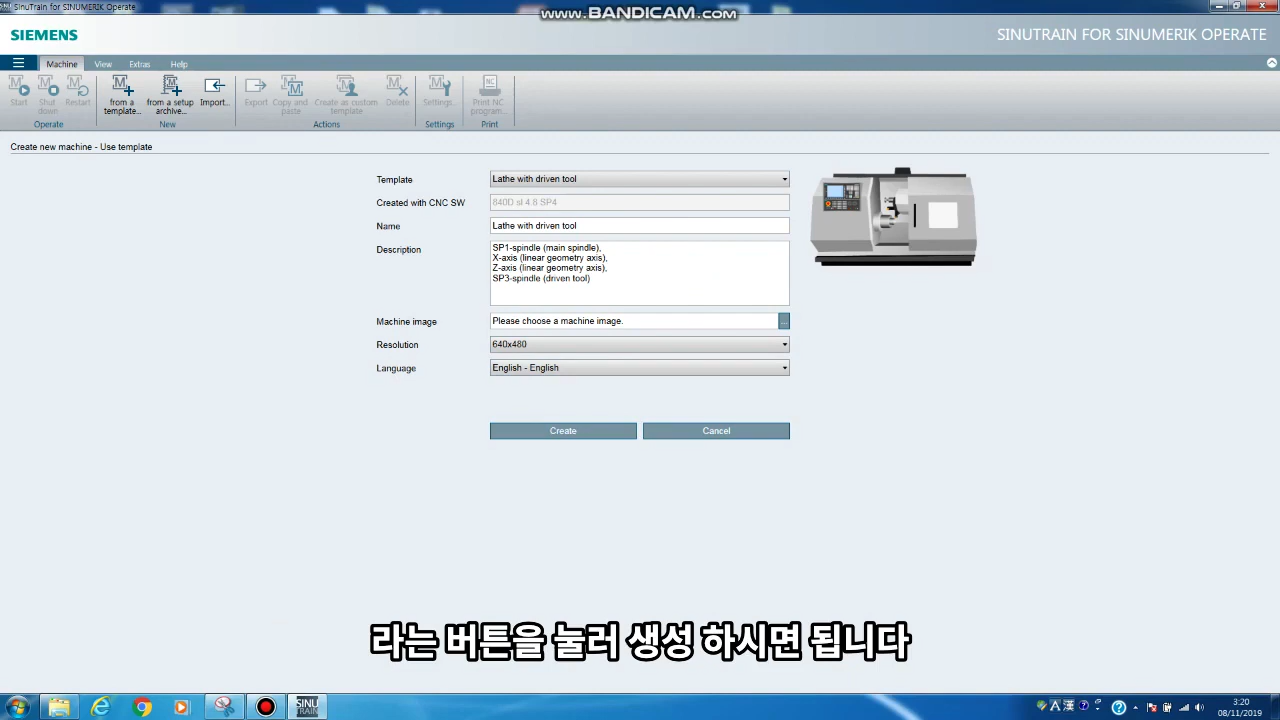 SinuTrain for SINUMERIK Operate
www.BANDICAM.com
SIEMENS
SINUTRAIN FOR SINUMERIK OPERATE
Machine View Extras Help
Start
Shut down
Restart
from a template...
from a setup archive...
Import...
Export
Copy and paste
Create as custom template
Delete
Settings...
Print NC program...
Operate New Actions Settings Print
Create new machine - Use template
Template Lathe with driven tool
Created with CNC SW 840D sl 4.8 SP4
Name Lathe with driven tool
Description SP1-spindle (main spindle),
X-axis (linear geometry axis),
Z-axis (linear geometry axis),
SP3-spindle (driven tool)
Machine image Please choose a machine image. ...
Resolution 640x480
Language English - English
Create Cancel
라는 버튼을 눌러 생성 하시면 됩니다
SINU
TRAIN
3:20
08/11/2019